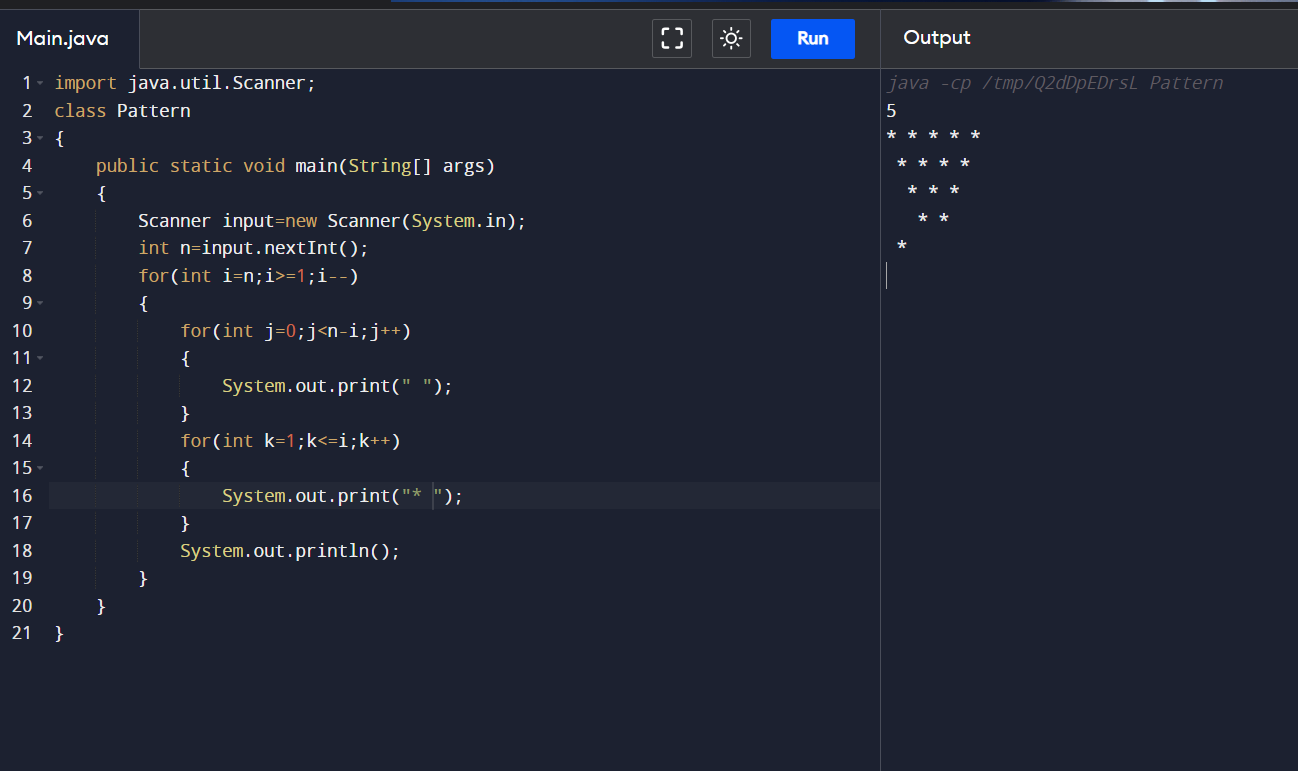 Main.java
Run
Output
1 import java.util.Scanner;
2 class Pattern
3 {
4     public static void main(String[] args)
5     {
6         Scanner input=new Scanner(System.in);
7         int n=input.nextInt();
8         for(int i=n;i>=1;i--)
9         {
10             for(int j=0;j<n-i;j++)
11             {
12                 System.out.print(" ");
13             }
14             for(int k=1;k<=i;k++)
15             {
16                 System.out.print("* ");
17             }
18             System.out.println();
19         }
20     }
21 }
java -cp /tmp/Q2dDpEDrsL Pattern
5
* * * * *
 * * * *
  * * *
   * *
 *